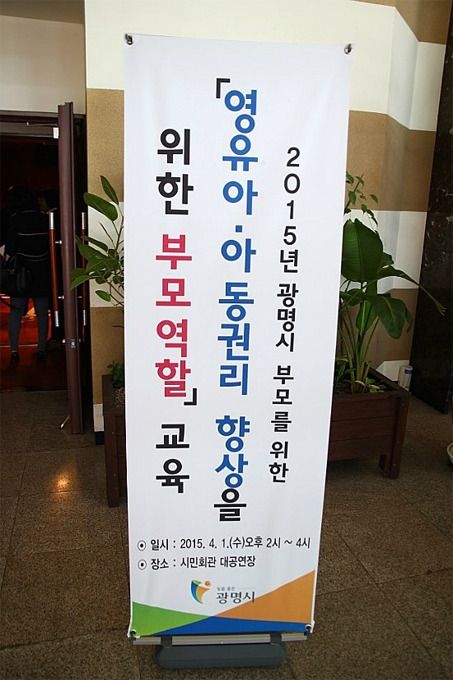 2015년 광명시 부모를 위한
「영유아·아동권리 향상을
위한 부모역할」 교육
◉ 일시 : 2015. 4. 1.(수)오후 2시 ~ 4시
◉ 장소 : 시민회관 대공연장
광명시